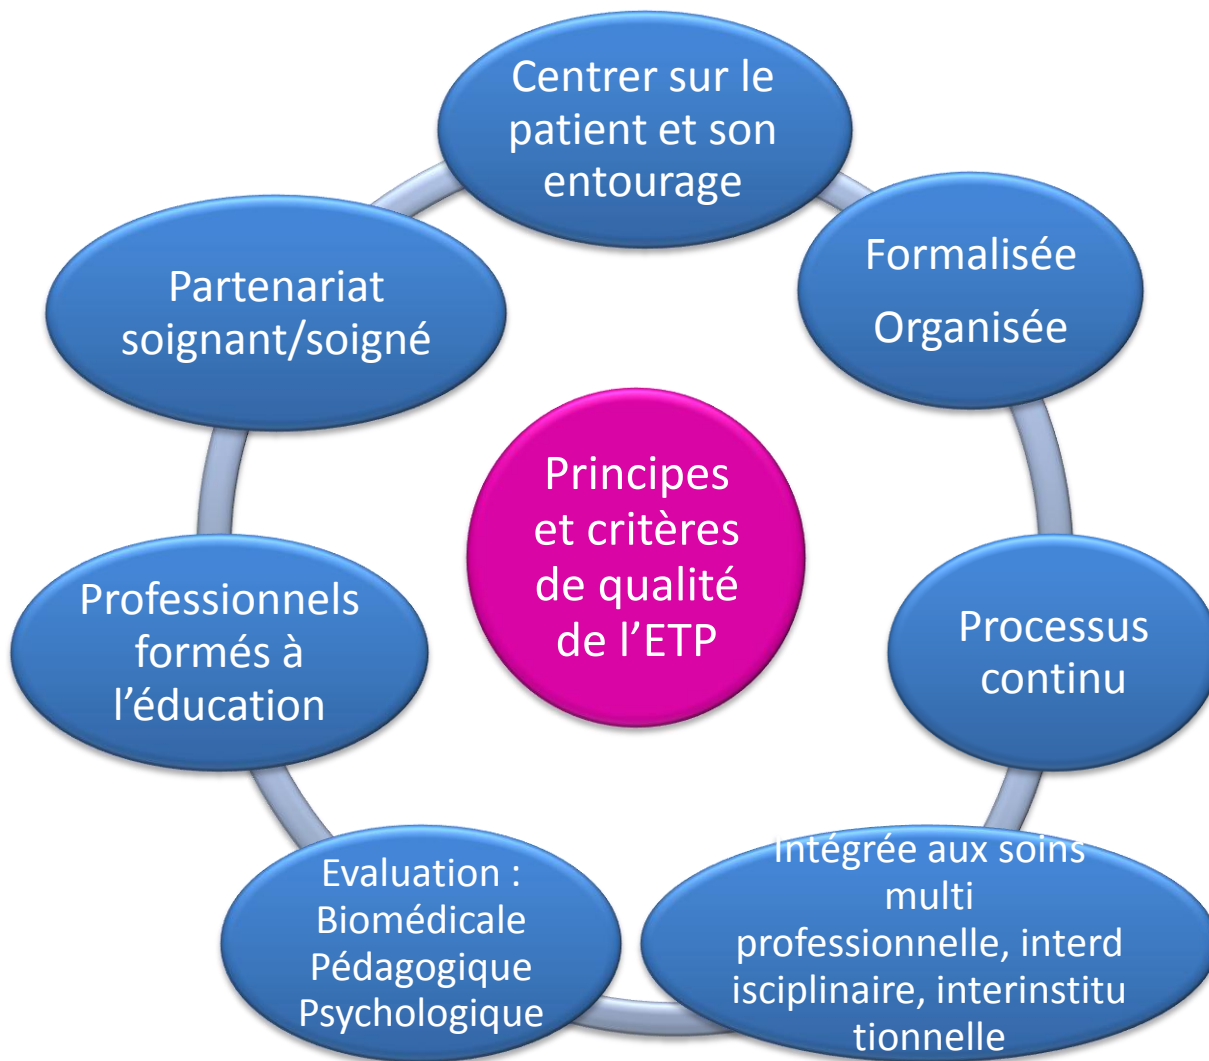 Centrer sur le
patient et son
entourage
Formalisée
Organisée
Processus
continu
Intégrée aux soins
multi
professionnelle, interd
isciplinaire, interinstitu
tionnelle
Evaluation :
Biomédicale
Pédagogique
Psychologique
Professionnels
formés à
l’éducation
Partenariat
soignant/soigné
Principes
et critères
de qualité
de l’ETP